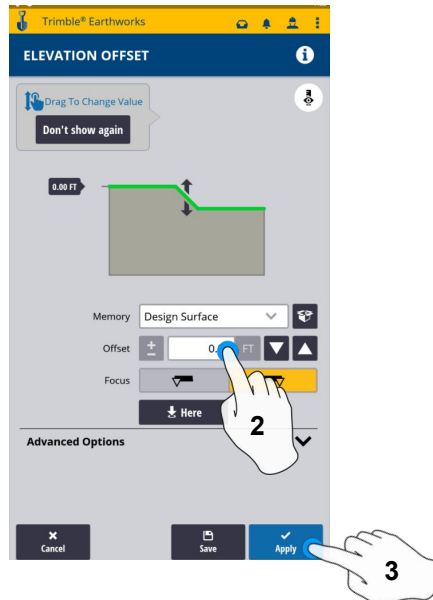 Trimble® Earthworks
ELEVATION OFFSET
i
Drag To Change Value
Don't show again
0.00 FT
Memory
Design Surface
Offset
±
0.
FT
Focus
Here
2
Advanced Options
Cancel
Save
Apply
3